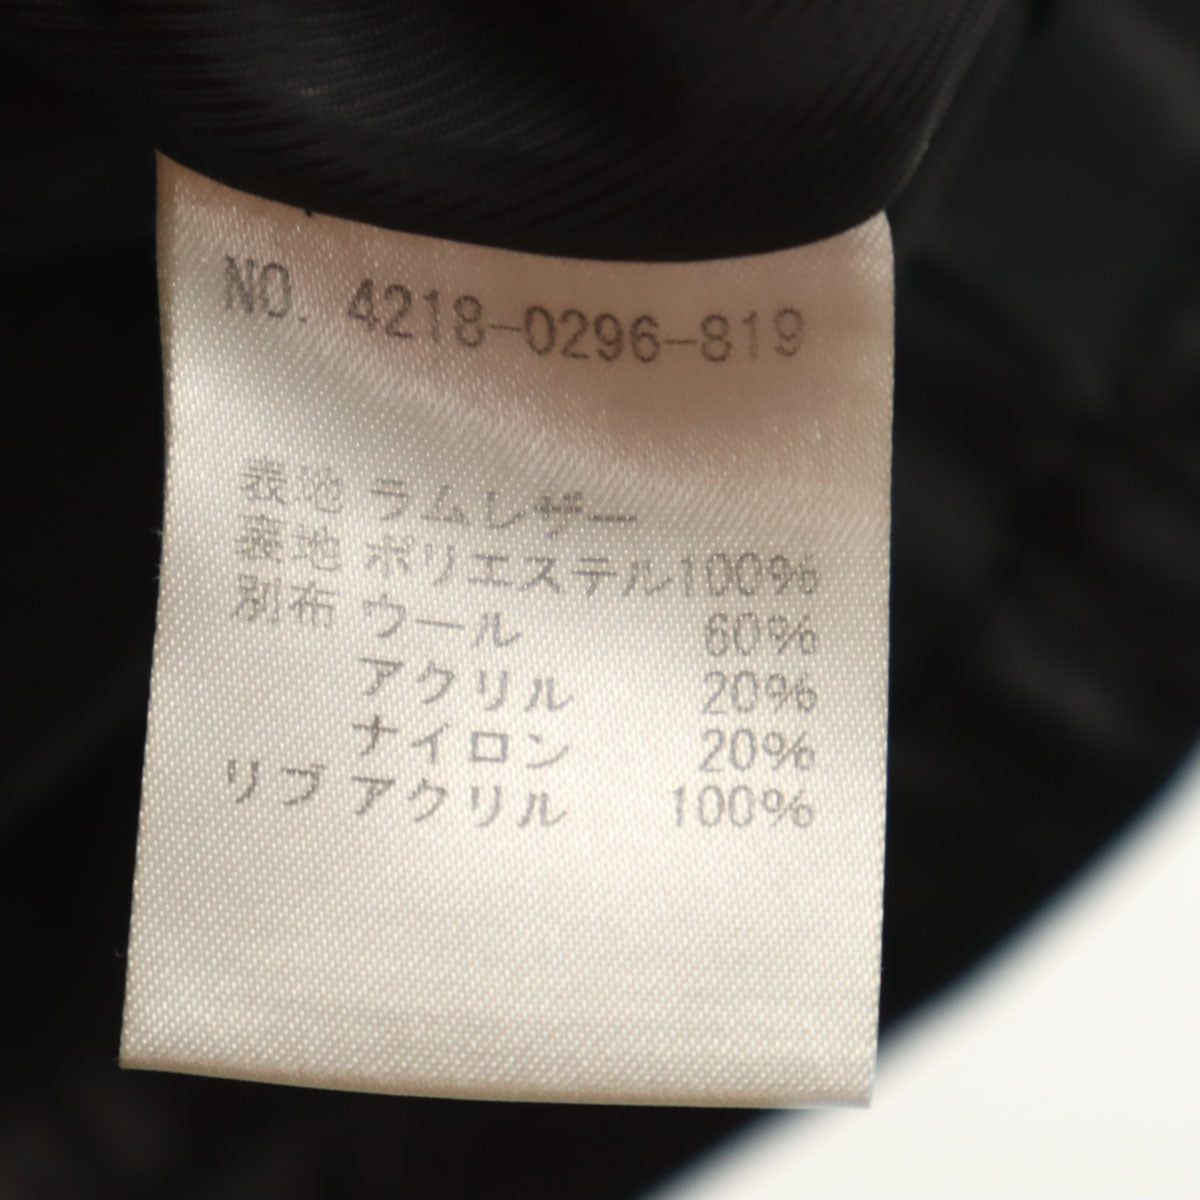 NO. 4218-0296-819
表地 ラムレザー
裏地 ポリエステル100%
別布 ウール 60%
アクリル 20%
ナイロン 20%
リブ アクリル 100%